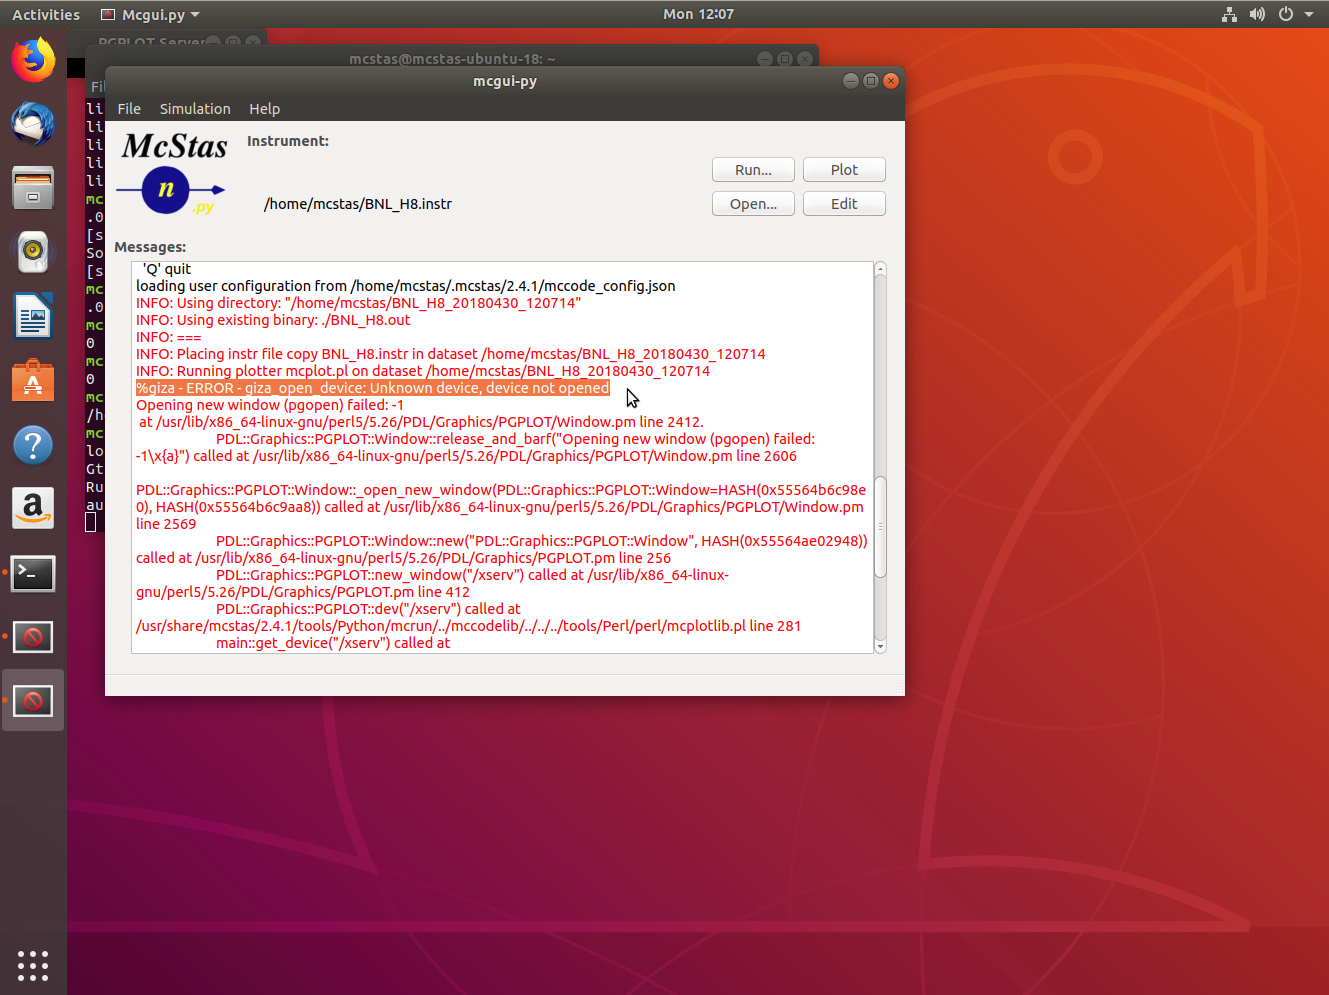 Activities
Mcgui.py
Mon 12:07
PGPLOT Server
mcstas@mcstas-ubuntu-18: ~
mcgui-py
File Simulation Help
McStas
n
.py
Instrument:
/home/mcstas/BNL_H8.instr
Run... Plot
Open... Edit
Messages:
'Q' quit
loading user configuration from /home/mcstas/.mcstas/2.4.1/mccode_config.json
INFO: Using directory: "/home/mcstas/BNL_H8_20180430_120714"
INFO: Using existing binary: ./BNL_H8.out
INFO: ===
INFO: Placing instr file copy BNL_H8.instr in dataset /home/mcstas/BNL_H8_20180430_120714
INFO: Running plotter mcplot.pl on dataset /home/mcstas/BNL_H8_20180430_120714
%giza - ERROR - giza_open_device: Unknown device, device not opened
Opening new window (pgopen) failed: -1
at /usr/lib/x86_64-linux-gnu/perl5/5.26/PDL/Graphics/PGPLOT/Window.pm line 2412.
PDL::Graphics::PGPLOT::Window::release_and_barf("Opening new window (pgopen) failed:
-1\x{a}") called at /usr/lib/x86_64-linux-gnu/perl5/5.26/PDL/Graphics/PGPLOT/Window.pm line 2606
PDL::Graphics::PGPLOT::Window::_open_new_window(PDL::Graphics::PGPLOT::Window=HASH(0x55564b6c98e
0), HASH(0x55564b6c9aa8)) called at /usr/lib/x86_64-linux-gnu/perl5/5.26/PDL/Graphics/PGPLOT/Window.pm
line 2569
PDL::Graphics::PGPLOT::Window::new("PDL::Graphics::PGPLOT::Window", HASH(0x55564ae02948))
called at /usr/lib/x86_64-linux-gnu/perl5/5.26/PDL/Graphics/PGPLOT.pm line 256
PDL::Graphics::PGPLOT::new_window("/xserv") called at /usr/lib/x86_64-linux-
gnu/perl5/5.26/PDL/Graphics/PGPLOT.pm line 412
PDL::Graphics::PGPLOT::dev("/xserv") called at
/usr/share/mcstas/2.4.1/tools/Python/mcrun/../mccodelib/../../../tools/Perl/perl/mcplotlib.pl line 281
main::get_device("/xserv") called at